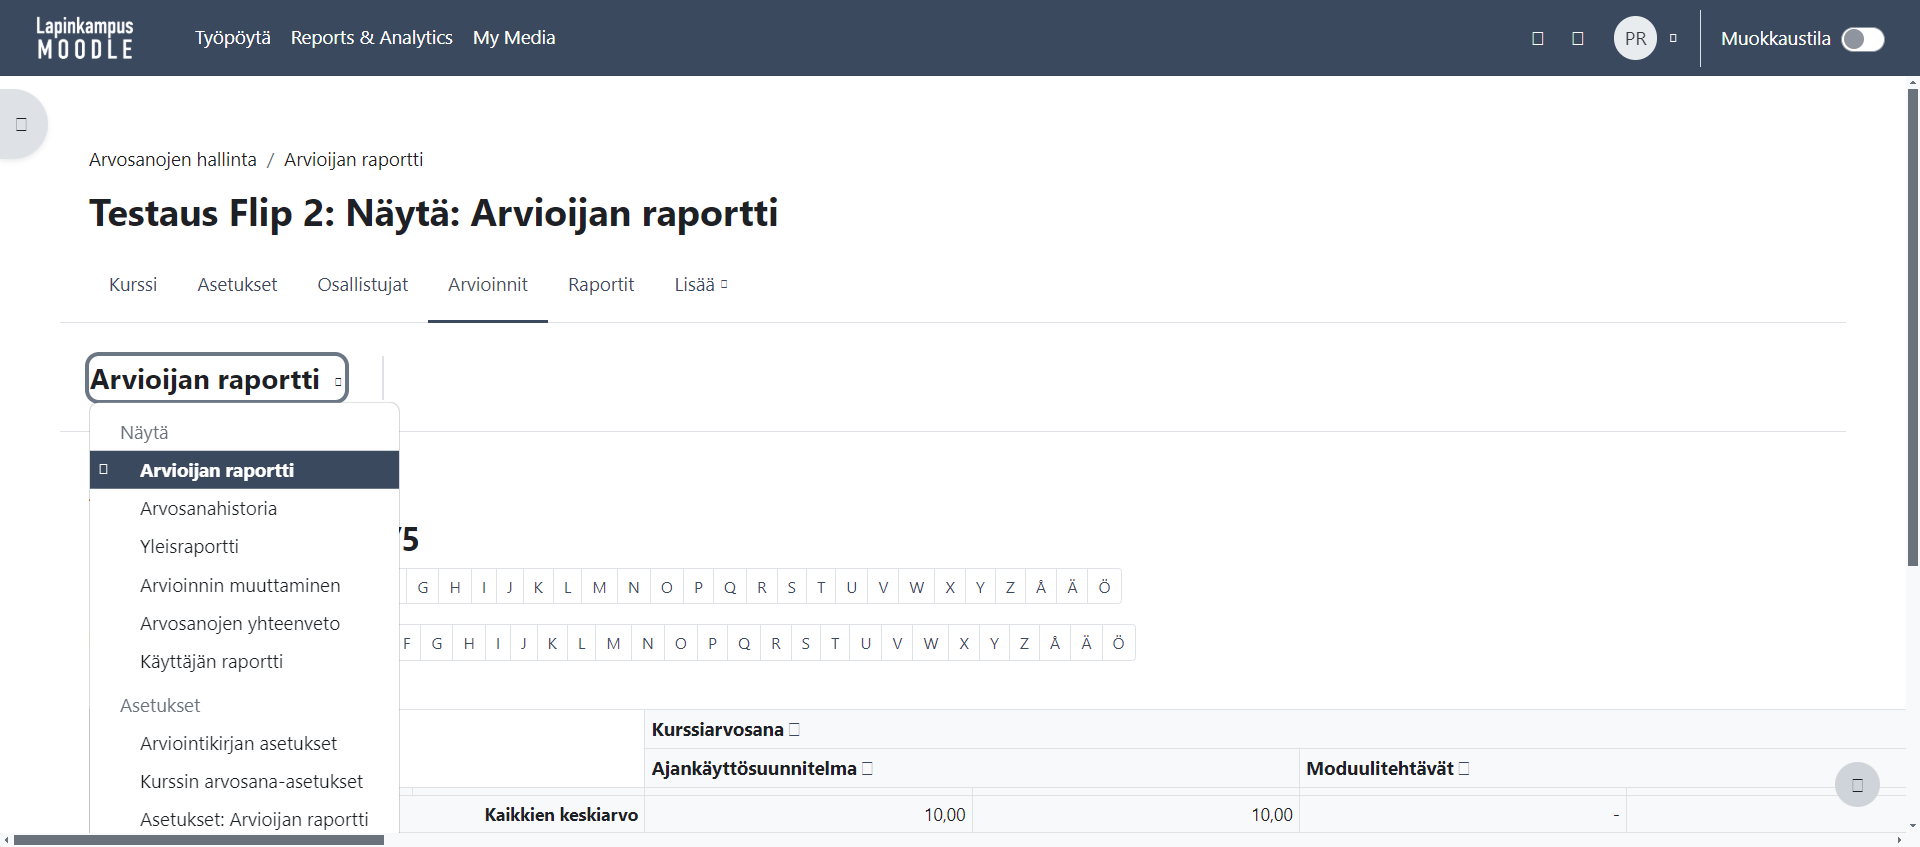 Lapinkampus
MOODLE
Työpöytä Reports & Analytics My Media
PR
Muokkaustila
Arvosanojen hallinta / Arvioijan raportti
Testaus Flip 2: Näytä: Arvioijan raportti
Kurssi Asetukset Osallistujat Arvioinnit Raportit Lisää
Arvioijan raportti
Näytä
Arvioijan raportti
Arvosanahistoria
Yleisraportti
Arvioinnin muuttaminen
Arvosanojen yhteenveto
Käyttäjän raportti
Asetukset
Arviointikirjan asetukset
Kurssin arvosana-asetukset
Asetukset: Arvioijan raportti
/5
G H I J K L M N O P Q R S T U V W X Y Z Å Ä Ö
F G H I J K L M N O P Q R S T U V W X Y Z Å Ä Ö
Kurssiarvosana
Ajankäyttösuunnitelma Moduulitehtävät
Kaikkien keskiarvo 10,00 10,00 -